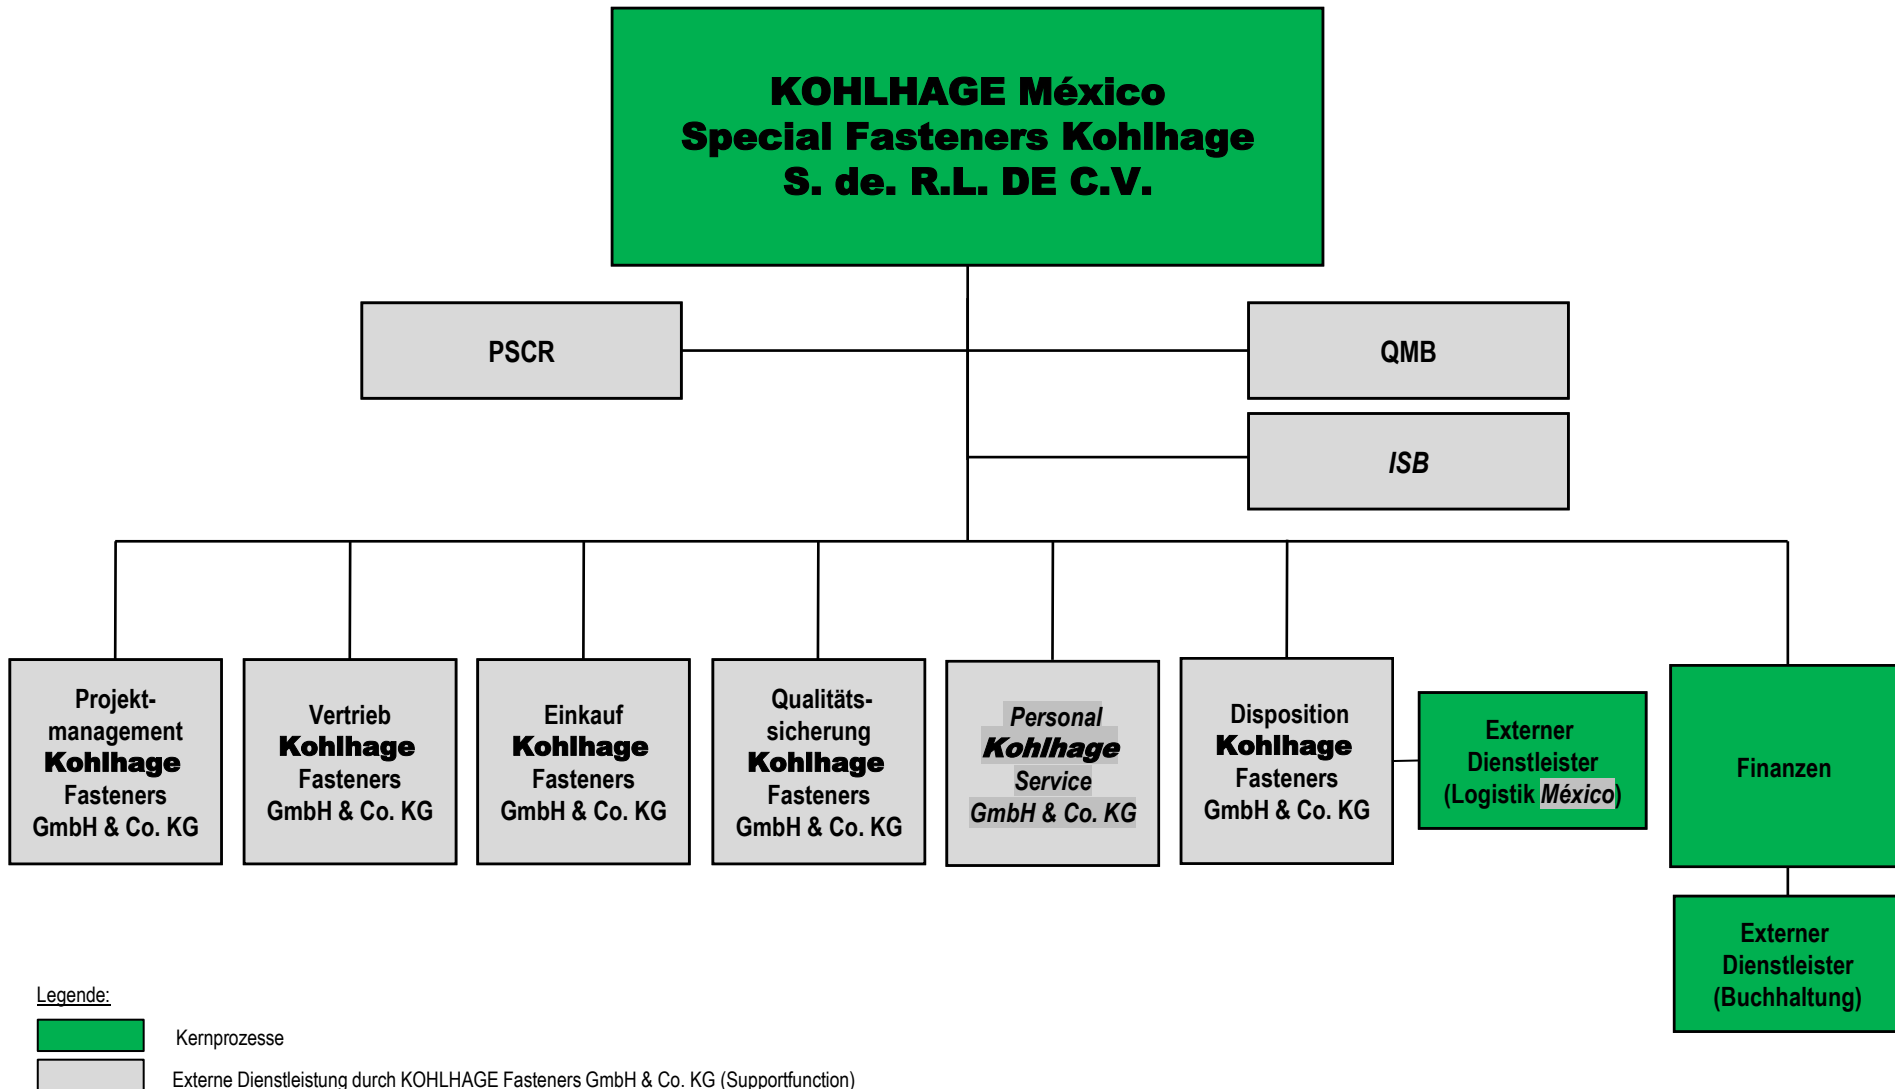 KOHLHAGE México
Special Fasteners Kohlhage
S. de. R.L. DE C.V.
PSCR
QMB
ISB
Projekt-
management
Kohlhage
Fasteners
GmbH & Co. KG
Vertrieb
Kohlhage
Fasteners
GmbH & Co. KG
Einkauf
Kohlhage
Fasteners
GmbH & Co. KG
Qualitäts-
sicherung
Kohlhage
Fasteners
GmbH & Co. KG
Personal
Kohlhage
Service
GmbH & Co. KG
Disposition
Kohlhage
Fasteners
GmbH & Co. KG
Externer
Dienstleister
(Logistik México)
Finanzen
Externer
Dienstleister
(Buchhaltung)
Legende:
Kernprozesse
Externe Dienstleistung durch KOHLHAGE Fasteners GmbH & Co. KG (Supportfunction)